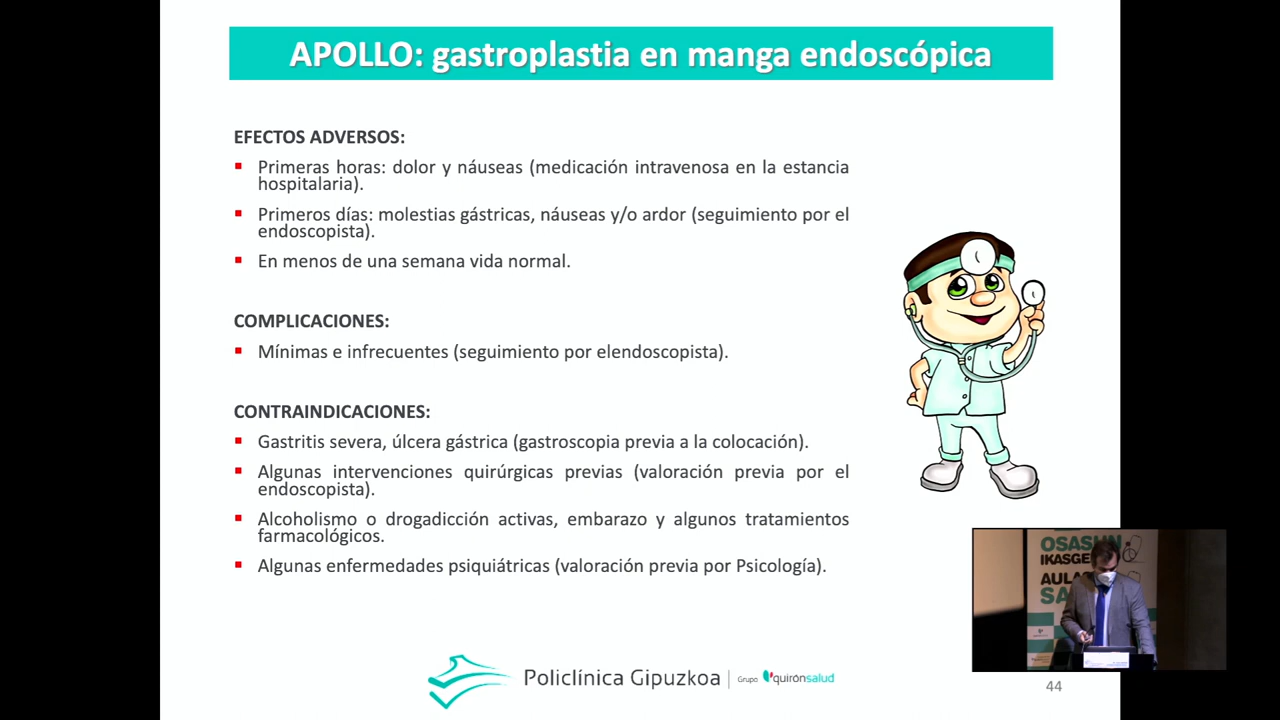 APOLLO: gastroplastia en manga endoscópica
EFECTOS ADVERSOS:
Primeras horas: dolor y náuseas (medicación intravenosa en la estancia
hospitalaria).
Primeros días: molestias gástricas, náuseas y/o ardor (seguimiento por el
endoscopista).
En menos de una semana vida normal.
COMPLICACIONES:
Mínimas e infrecuentes (seguimiento por elendoscopista).
CONTRAINDICACIONES:
Gastritis severa, úlcera gástrica (gastroscopia previa a la colocación).
Algunas intervenciones quirúrgicas previas (valoración previa por el
endoscopista).
Alcoholismo o drogadicción activas, embarazo y algunos tratamientos
farmacológicos.
Algunas enfermedades psiquiátricas (valoración previa por Psicología).
OSASUN
IKASGE
AULA
SA
Policlínica Gipuzkoa
Grupo quirónsalud
44